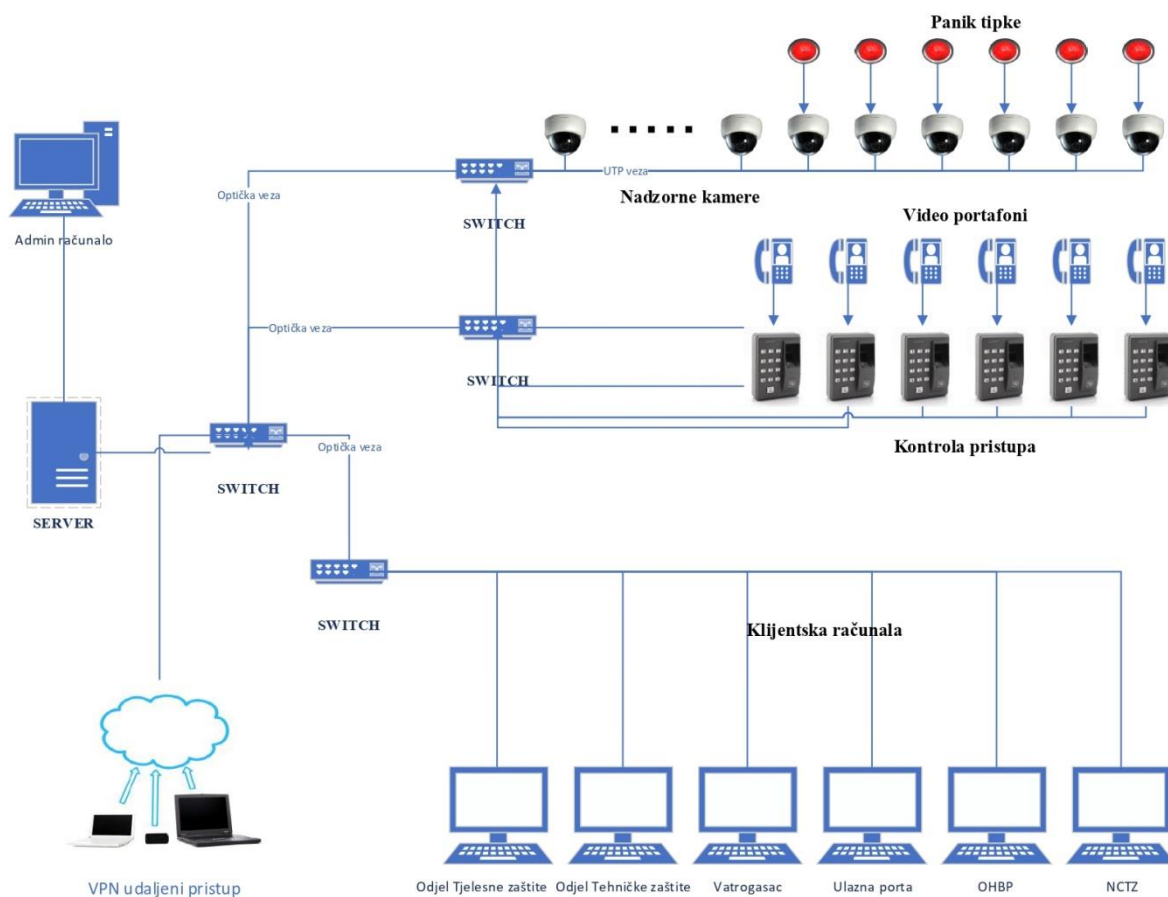 Panik tipke
UTP veza
Optička veza
Nadzorne kamere
SWITCH
Video portafoni
Admin računalo
Optička veza
SWITCH
Kontrola pristupa
Optička veza
SWITCH
SERVER
SWITCH
Klijentska računala
VPN udaljeni pristup
Odjel Tjelesne zaštite
Odjel Tehničke zaštite
Vatrogasac
Ulazna porta
OHBP
NCTZ